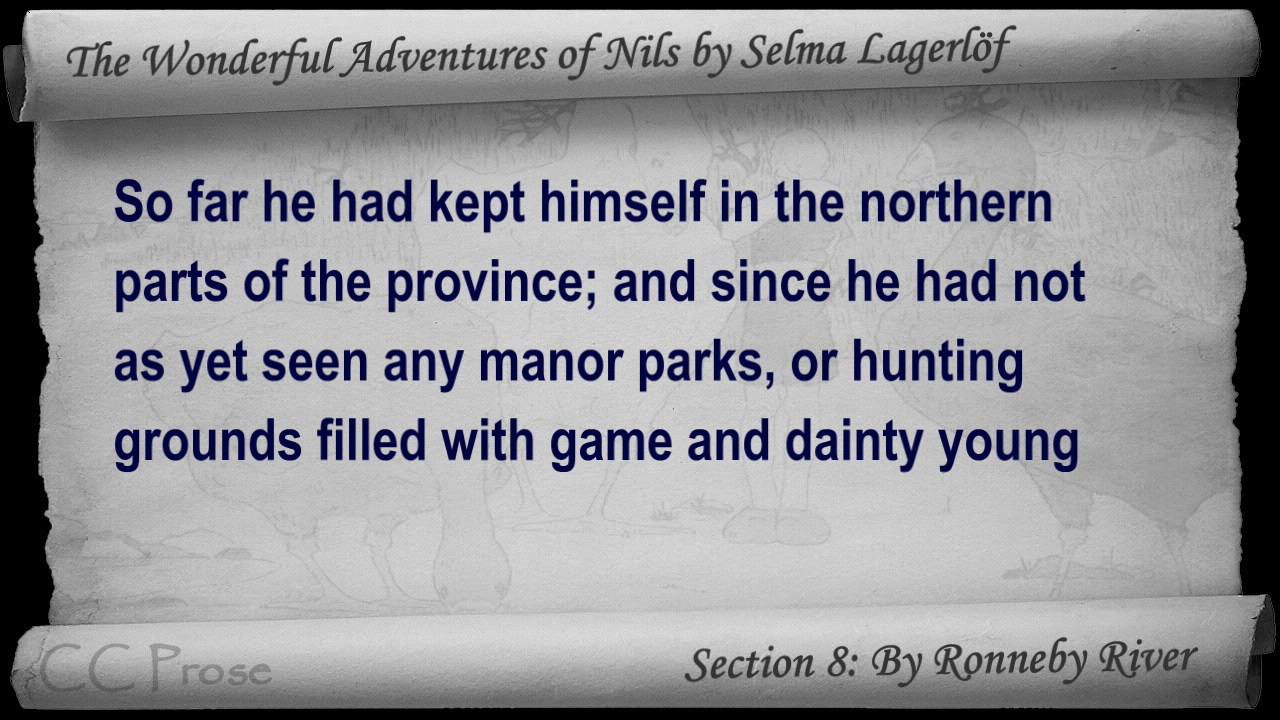 The Wonderful Adventures of Nils by Selma Lagerlöf
So far he had kept himself in the northern
parts of the province; and since he had not
as yet seen any manor parks, or hunting
grounds filled with game and dainty young
CC Prose
Section 8: By Ronneby River